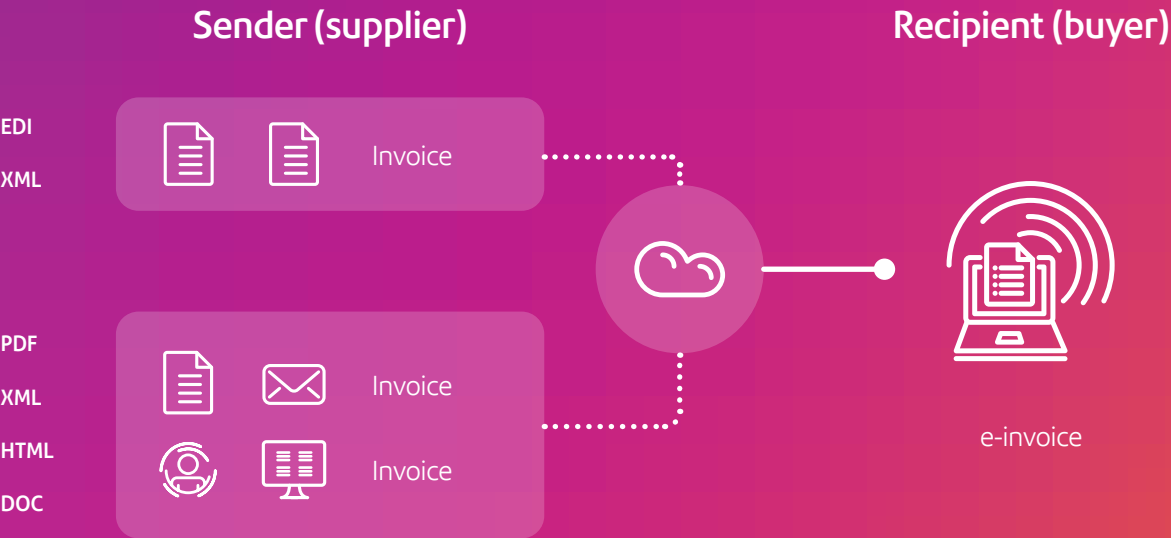 Sender (supplier)
Recipient (buyer)
EDI
XML
Invoice
PDF
XML
HTML
DOC
Invoice
Invoice
e-invoice